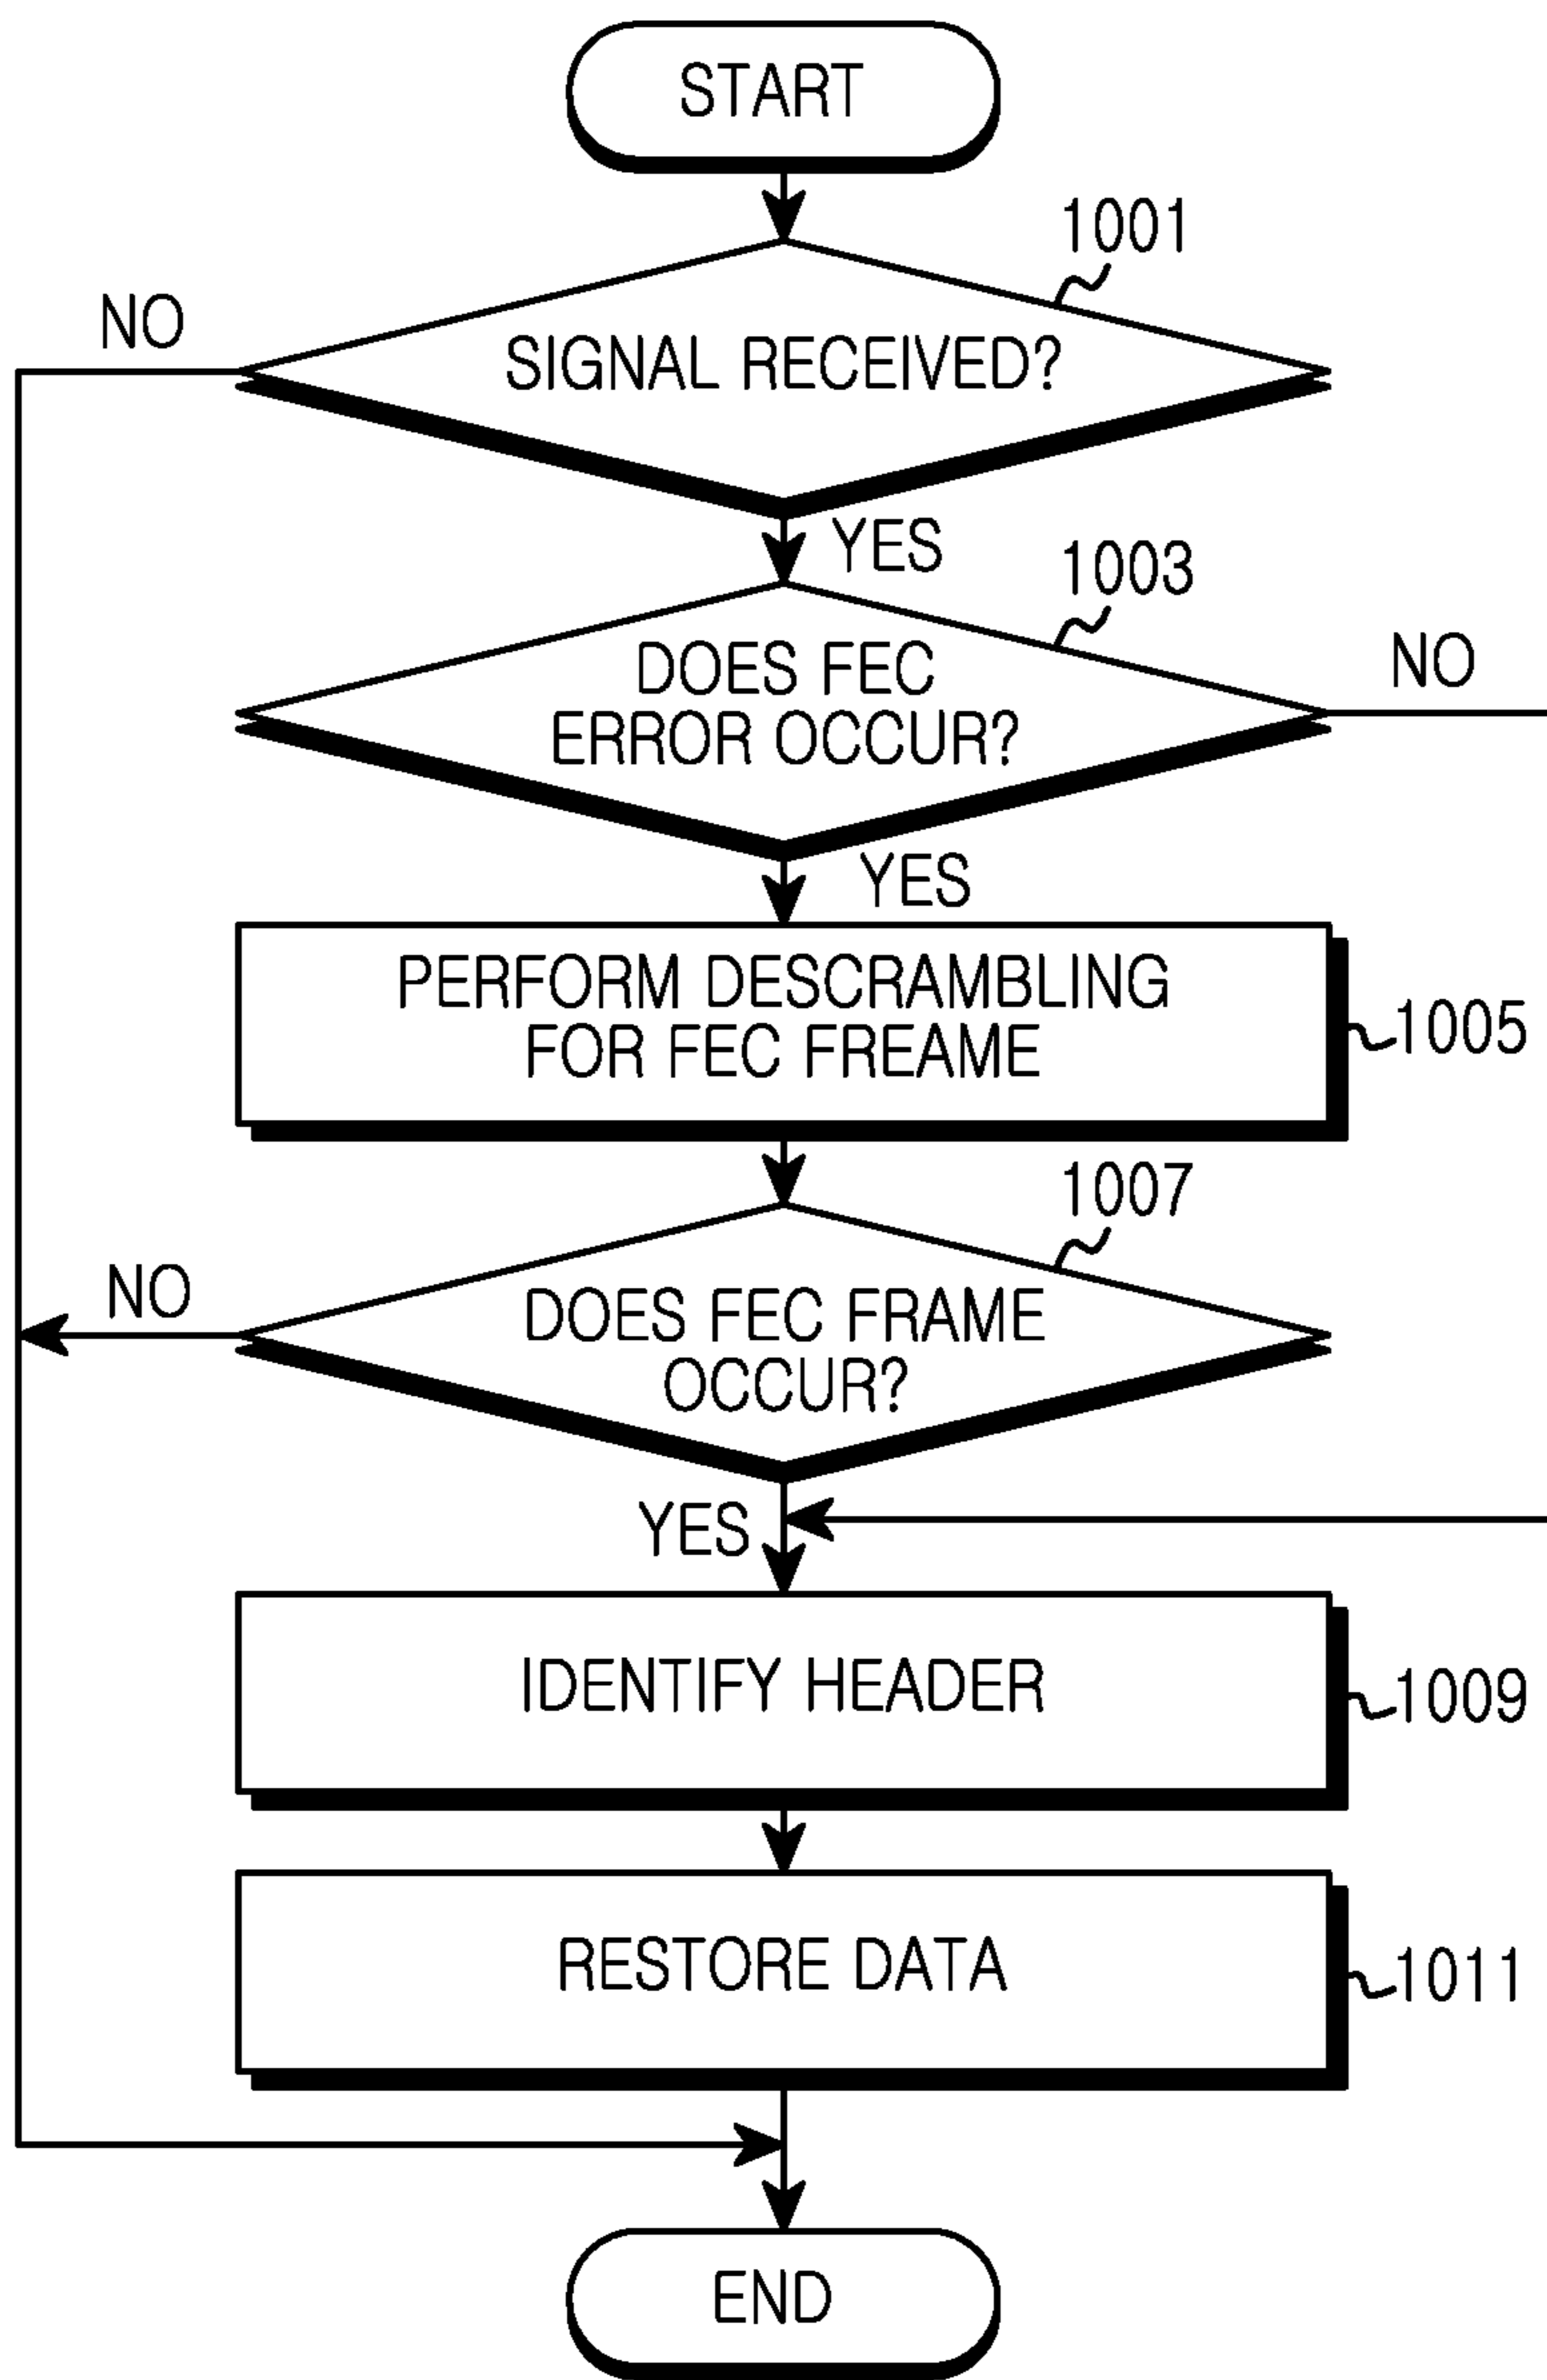 START
1001
NO
SIGNAL RECEIVED?
YES
1003
NO
DOES FEC
ERROR OCCUR?
YES
PERFORM DESCRAMBLING
FOR FEC FREAME
1005
1007
NO
DOES FEC FRAME
OCCUR?
YES
IDENTIFY HEADER
1009
RESTORE DATA
1011
END